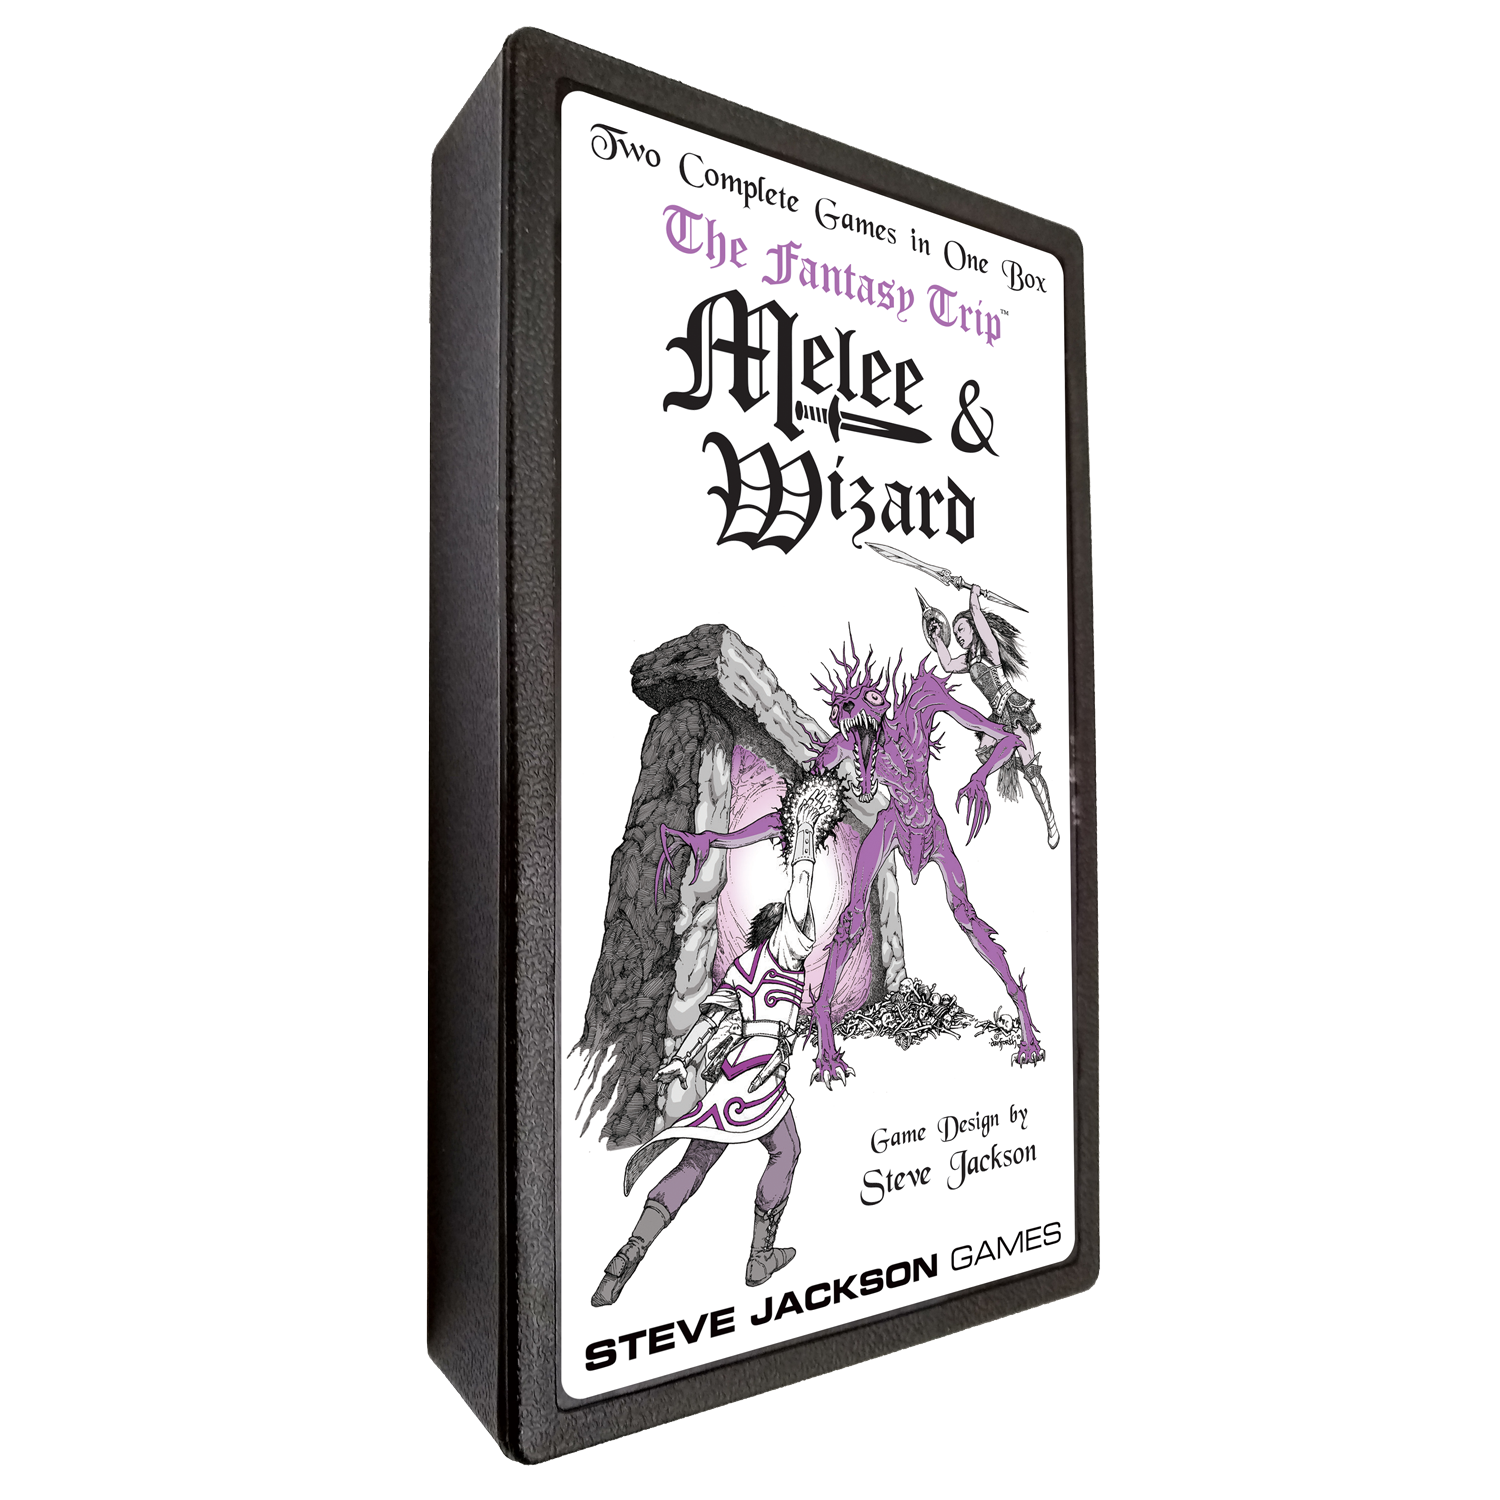 Two Complete Games in One Box
The Fantasy Trip™
Melee &
Wizard
Game Design by
Steve Jackson
STEVE JACKSON GAMES